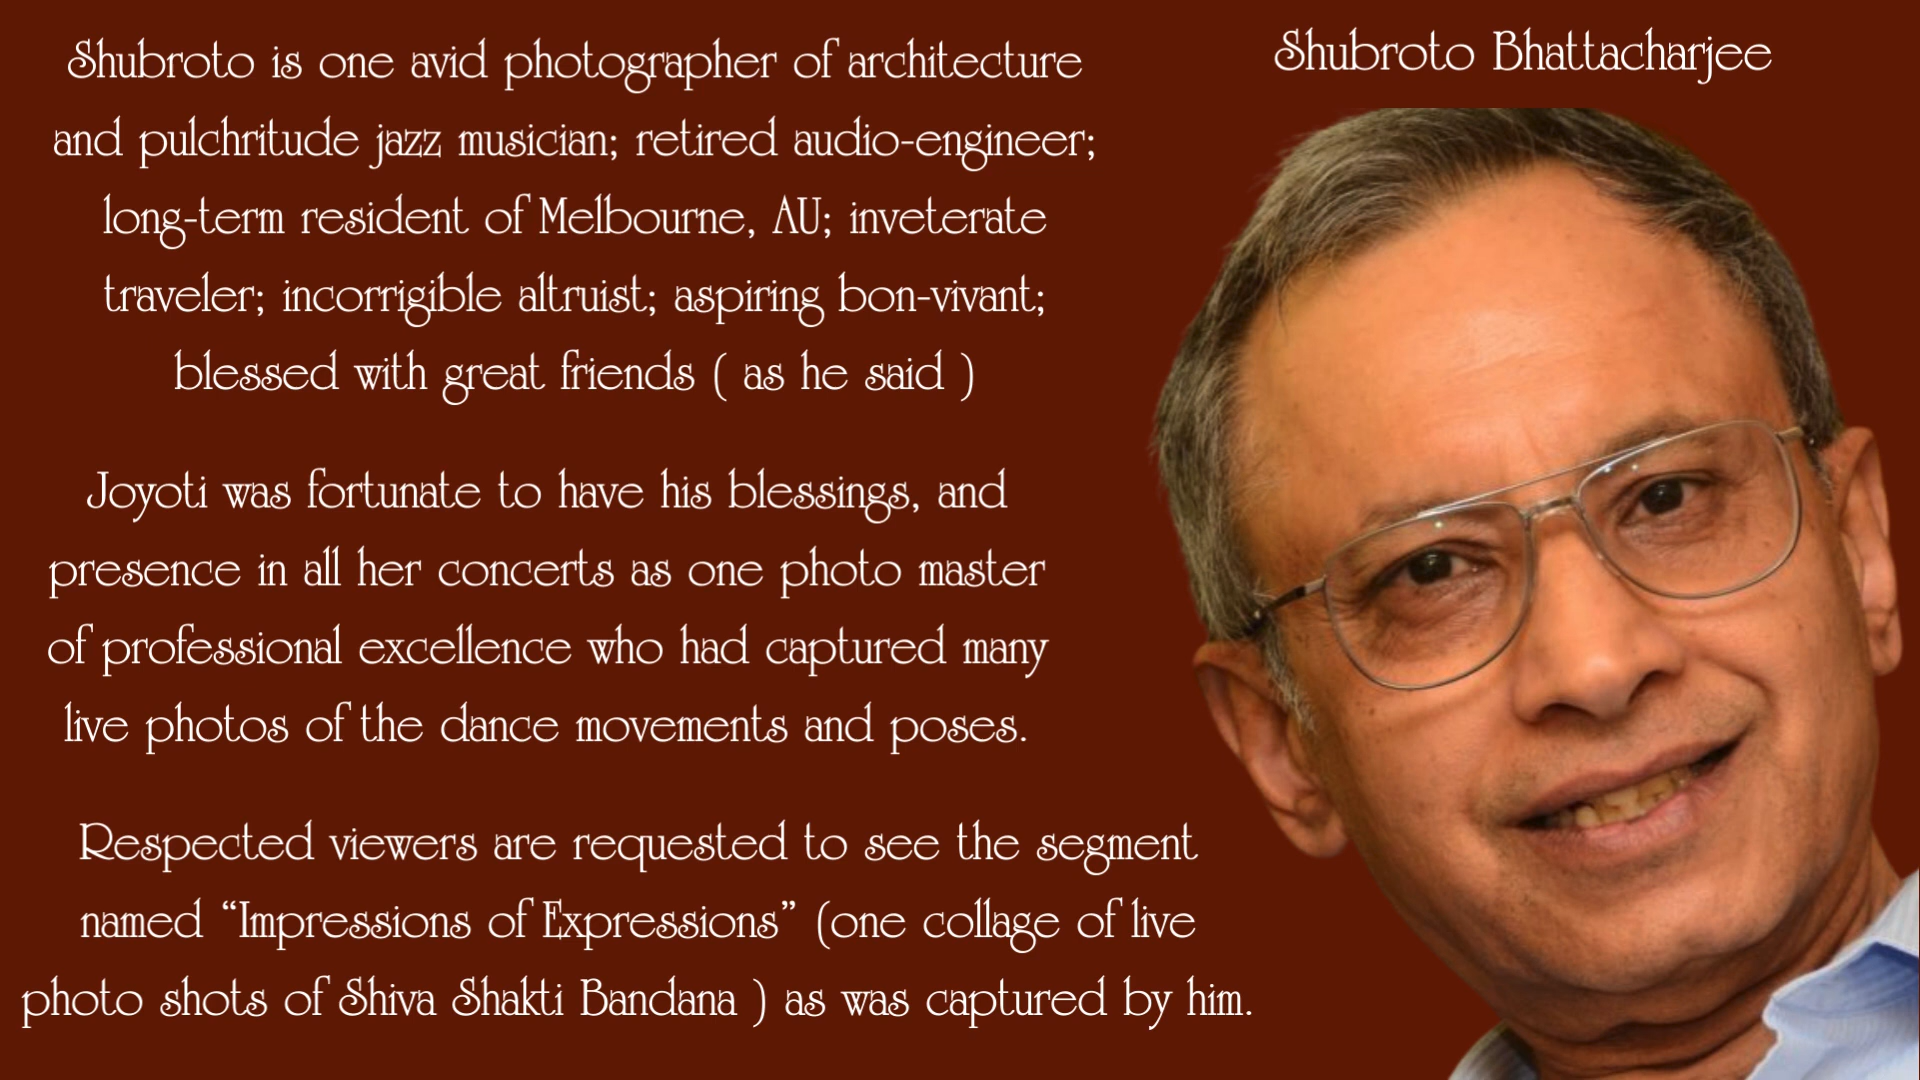 Shubroto Bhattacharjee
Shubroto is one avid photographer of architecture
and pulchritude jazz musician; retired audio-engineer;
long-term resident of Melbourne, AU; inveterate
traveler; incorrigible altruist; aspiring bon-vivant;
blessed with great friends ( as he said )
Joyoti was fortunate to have his blessings, and
presence in all her concerts as one photo master
of professional excellence who had captured many
live photos of the dance movements and poses.
Respected viewers are requested to see the segment
named “Impressions of Expressions” (one collage of live
photo shots of Shiva Shakti Bandana ) as was captured by him.